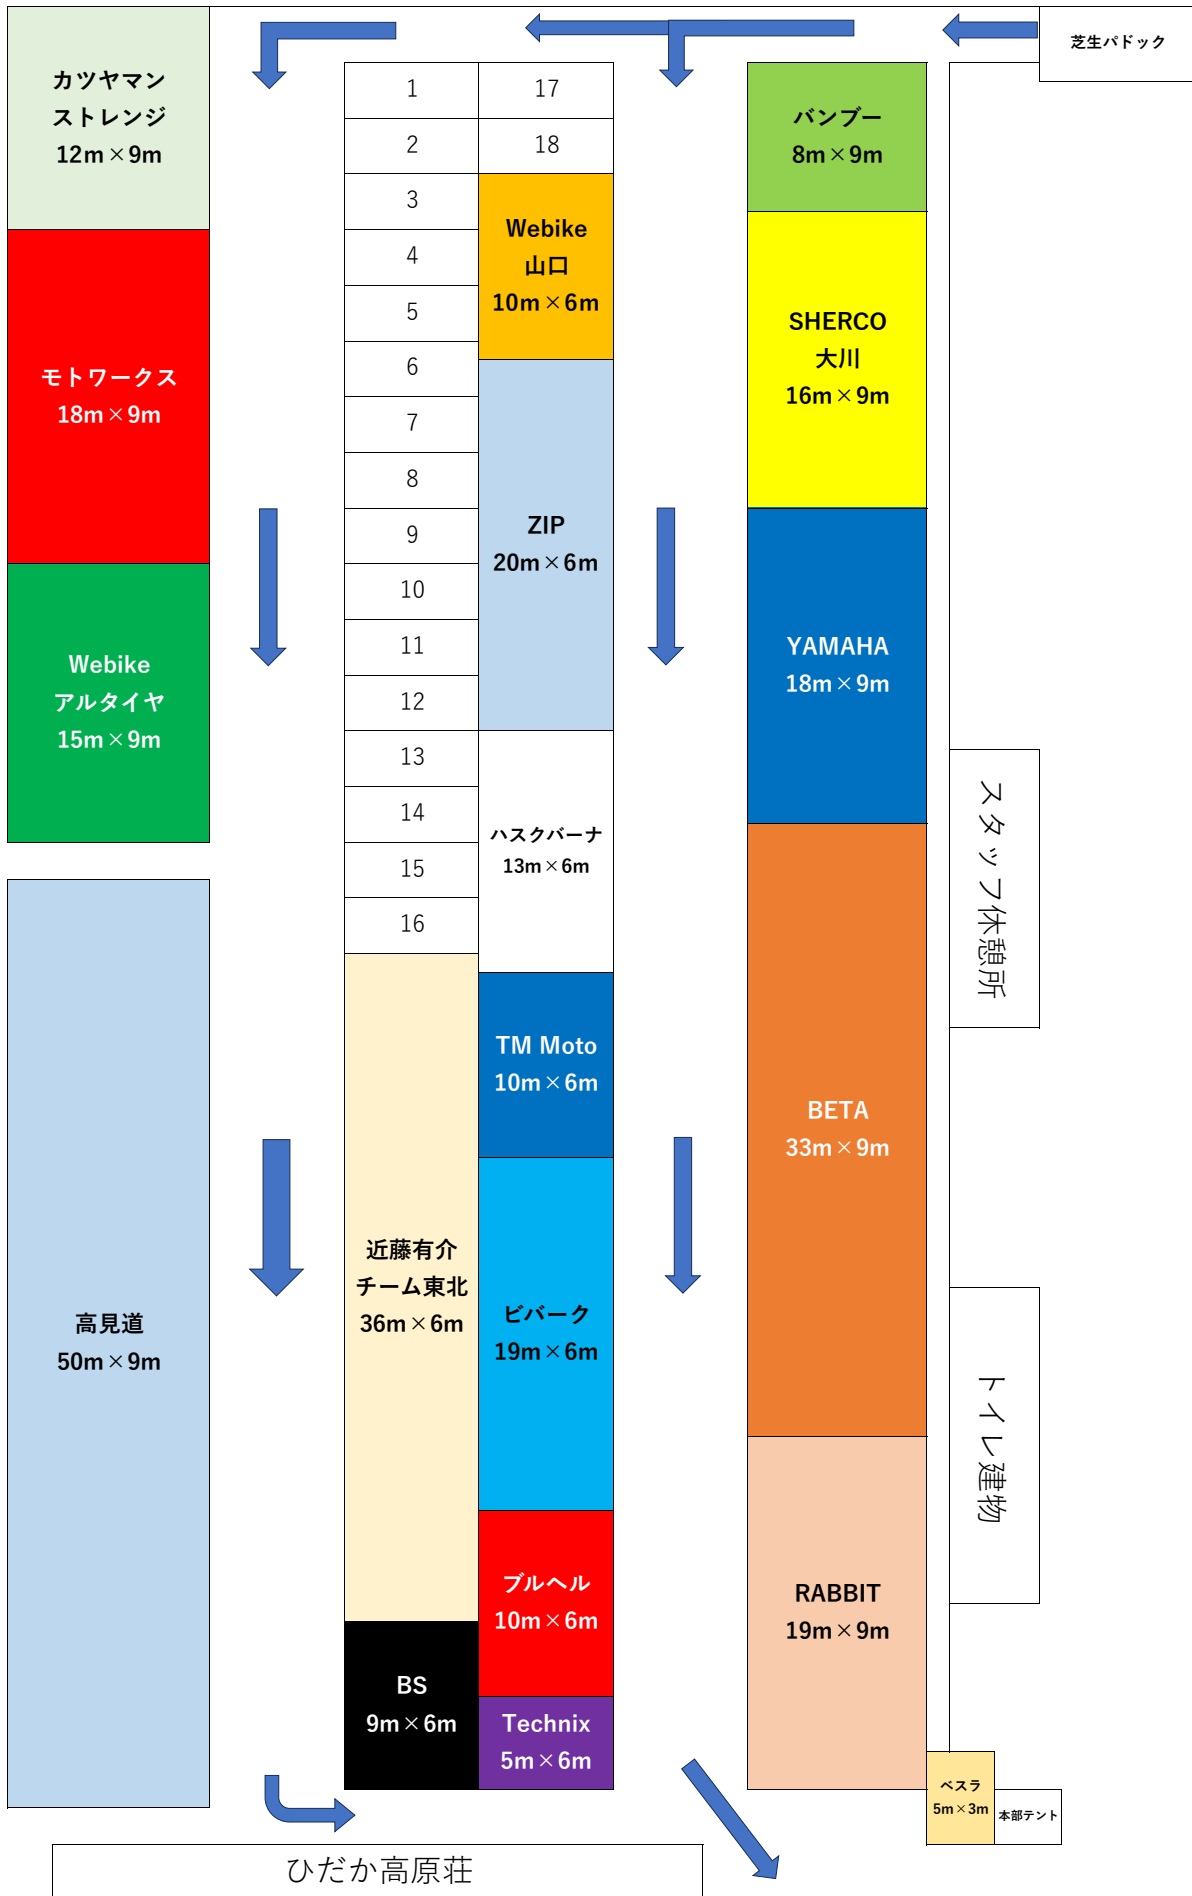 芝生パドック
カツヤマン
ストレンジ
12m×9m
モトワークス
18m×9m
Webike
アルタイヤ
15m×9m
高見道
50m×9m
1
2
3
4
5
6
7
8
9
10
11
12
13
14
15
16
近藤有介
チーム東北
36m×6m
BS
9m×6m
17
18
Webike
山口
10m×6m
ZIP
20m×6m
ハスクバーナ
13m×6m
TM Moto
10m×6m
ビバーク
19m×6m
ブルヘル
10m×6m
Technix
5m×6m
バンブー
8m×9m
SHERCO
大川
16m×9m
YAMAHA
18m×9m
BETA
33m×9m
RABBIT
19m×9m
スタッフ休憩所
トイレ建物
ベスラ
5m×3m
本部テント
ひだか高原荘